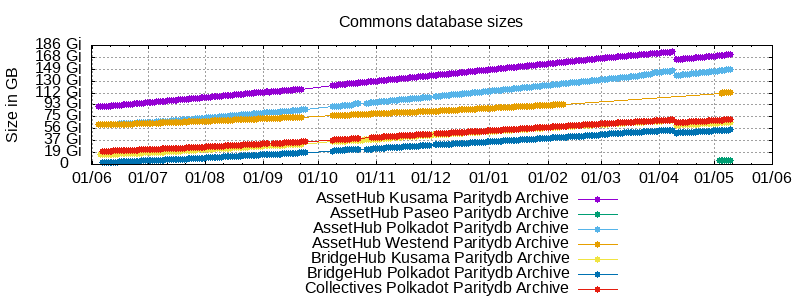 Commons database sizes
Size in GB
186 Gi
168 Gi
149 Gi
130 Gi
112 Gi
93 Gi
75 Gi
56 Gi
37 Gi
19 Gi
0
01/06 01/07 01/08 01/09 01/10 01/11 01/12 01/01 01/02 01/03 01/04 01/05 01/06
AssetHub Kusama Paritydb Archive
AssetHub Paseo Paritydb Archive
AssetHub Polkadot Paritydb Archive
AssetHub Westend Paritydb Archive
BridgeHub Kusama Paritydb Archive
BridgeHub Polkadot Paritydb Archive
Collectives Polkadot Paritydb Archive